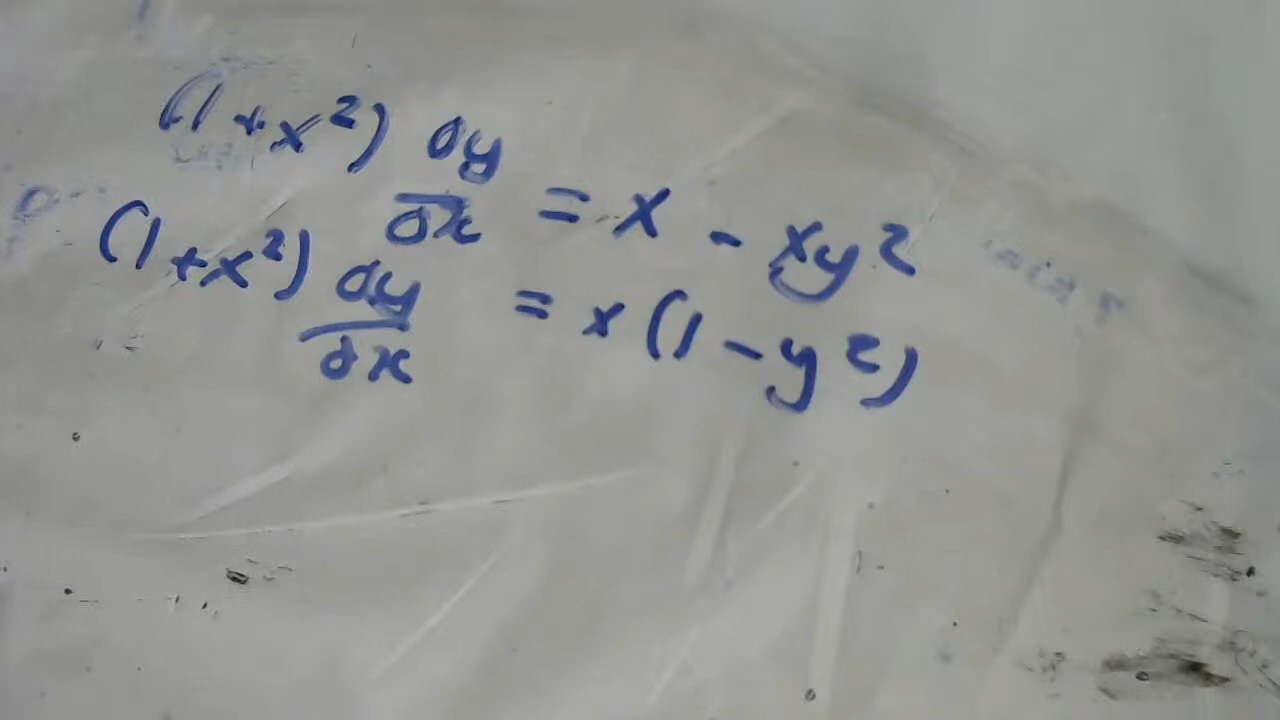 (1+x²) dy/dx = x - xy²
(1+x²) dy/dx = x(1-y²)